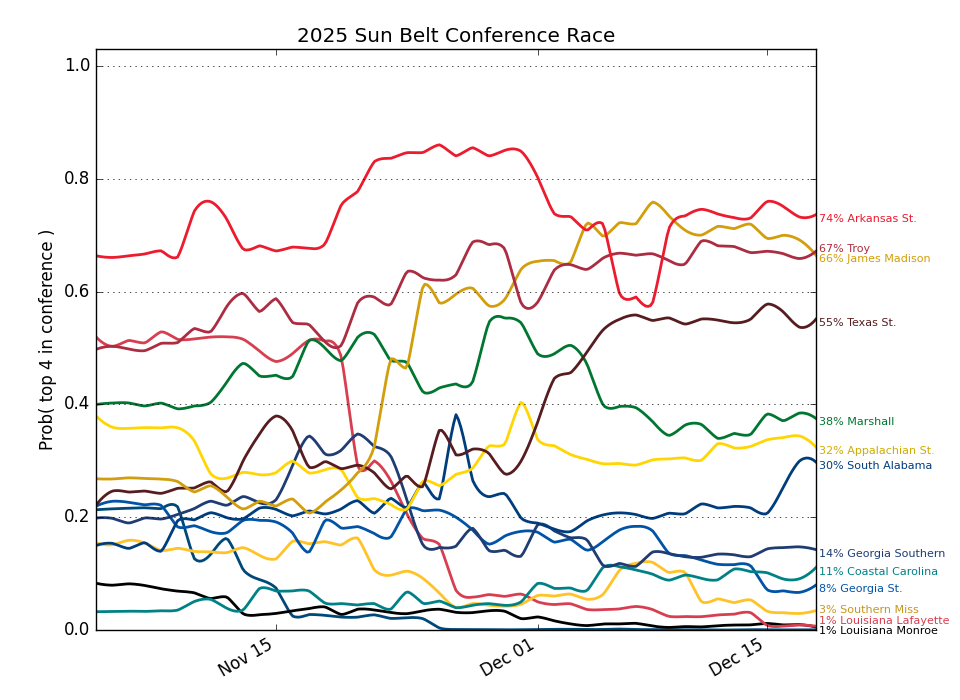 2025 Sun Belt Conference Race
Prob( top 4 in conference )
1.0
0.8
0.6
0.4
0.2
0.0
Nov 15
Dec 01
Dec 15
74% Arkansas St.
67% Troy
66% James Madison
55% Texas St.
38% Marshall
32% Appalachian St.
30% South Alabama
14% Georgia Southern
11% Coastal Carolina
8% Georgia St.
3% Southern Miss
1% Louisiana Lafayette
1% Louisiana Monroe